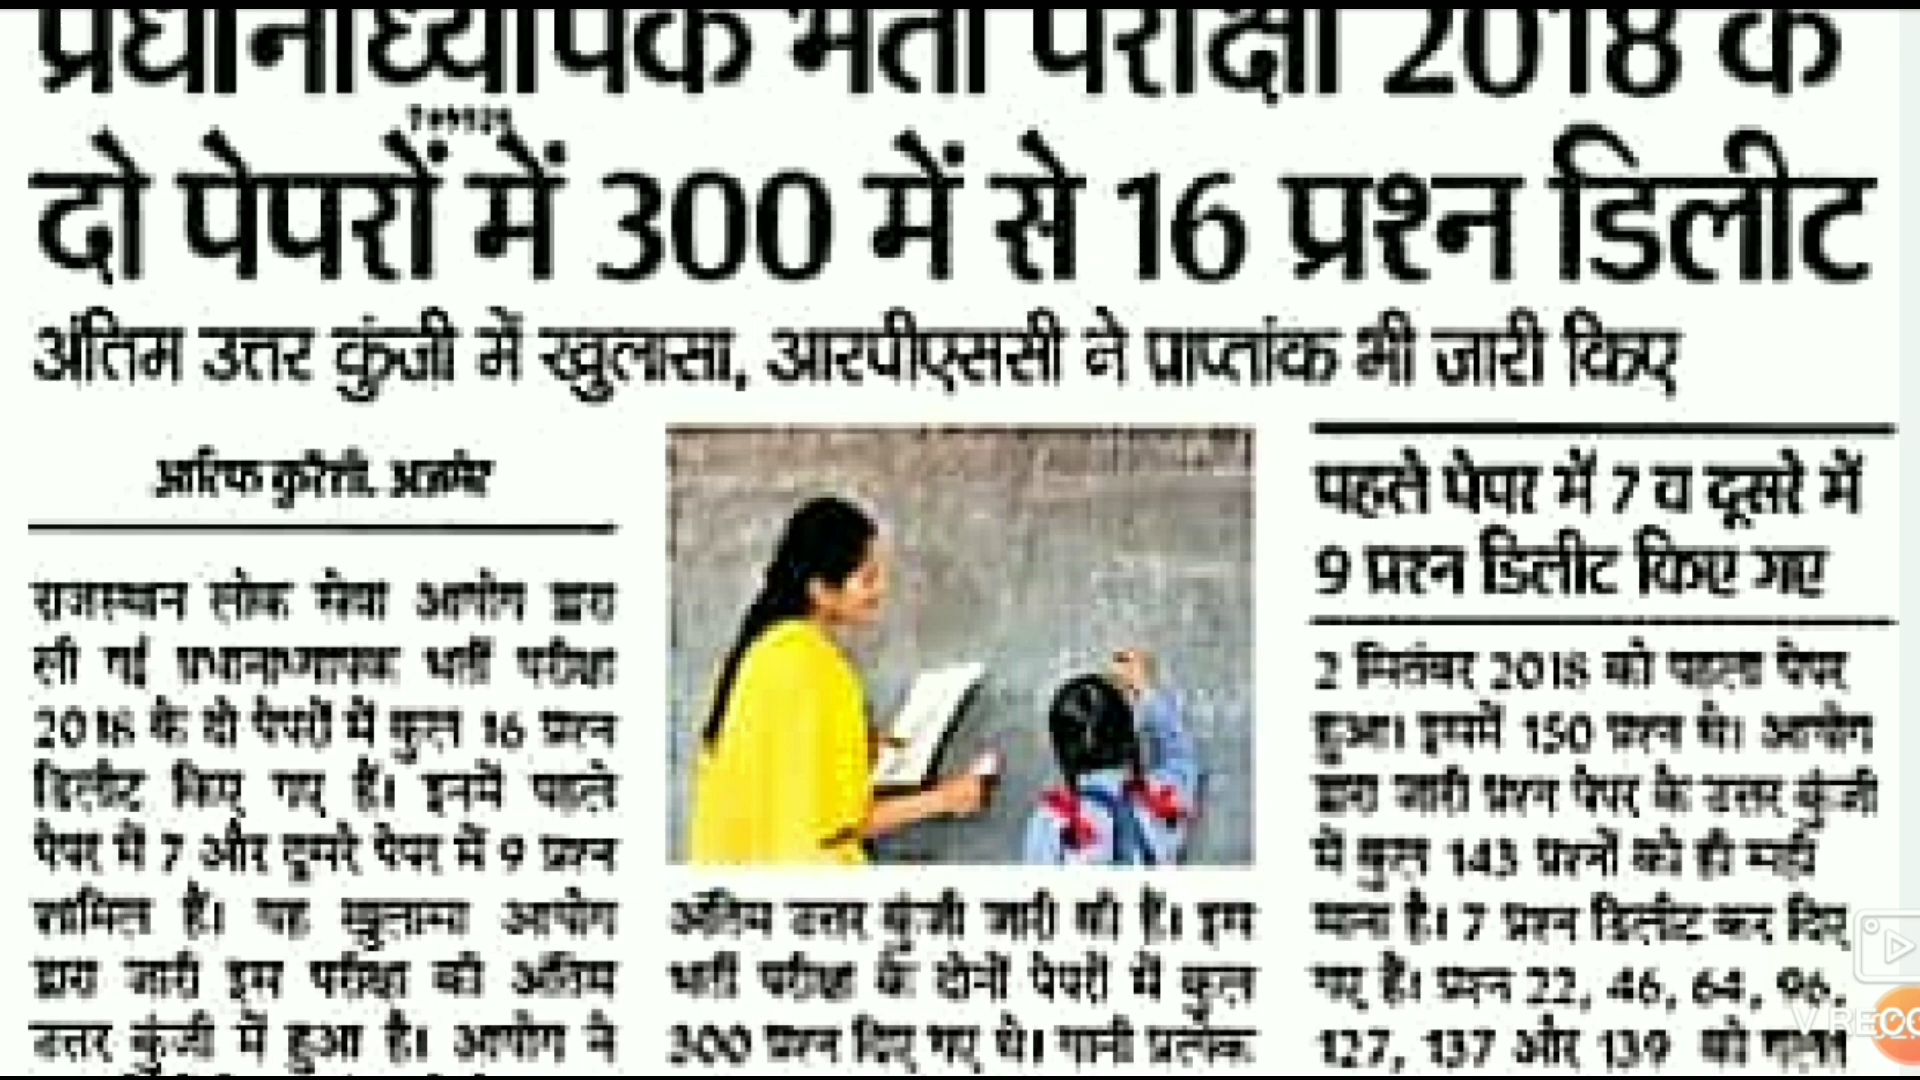 प्रधानाध्यापक भर्ती परीक्षा 2018 के
दो पेपरों में 300 में से 16 प्रश्न डिलीट
अंतिम उत्तर कुंजी में खुलासा, आरपीएससी ने प्राप्तांक भी जारी किए
आरिफ कुरैशी. अजमेर
राजस्थान लोक सेवा आयोग द्वारा
ली गई प्रधानाध्यापक भर्ती परीक्षा
2018 के दो पेपरों में कुल 16 प्रश्न
डिलीट किए गए हैं। इनमें पहले
पेपर में 7 और दूसरे पेपर में 9 प्रश्न
शामिल हैं। यह खुलासा आयोग
द्वारा जारी इस परीक्षा की अंतिम
उत्तर कुंजी में हुआ है। आयोग ने
अंतिम उत्तर कुंजी जारी की है। इस
भर्ती परीक्षा के दोनों पेपरों में कुल
300 प्रश्न दिए गए थे। यानी प्रत्येक
पहले पेपर में 7 व दूसरे में
9 प्रश्न डिलीट किए गए
2 सितंबर 2018 को पहला पेपर
हुआ। इसमें 150 प्रश्न थे। आयोग
द्वारा जारी प्रश्न पेपर के उत्तर कुंजी
में कुल 143 प्रश्नों को ही सही
माना है। 7 प्रश्न डिलीट कर दिए
गए हैं। प्रश्न 22, 46, 64, 96,
127, 137 और 139 को